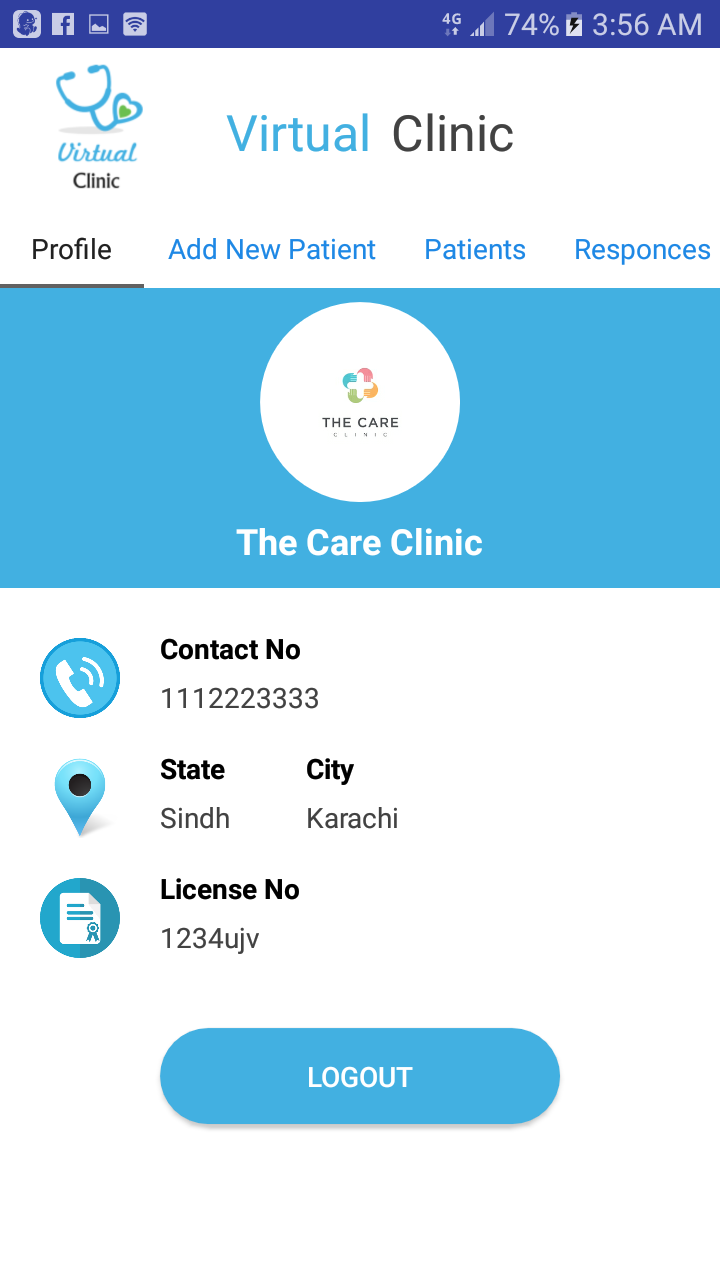 4G 74% 3:56 AM
Virtual
Clinic
Virtual Clinic
Profile Add New Patient Patients Responces
THE CARE
CLINIC
The Care Clinic
Contact No
1112223333
State City
Sindh Karachi
License No
1234ujv
LOGOUT